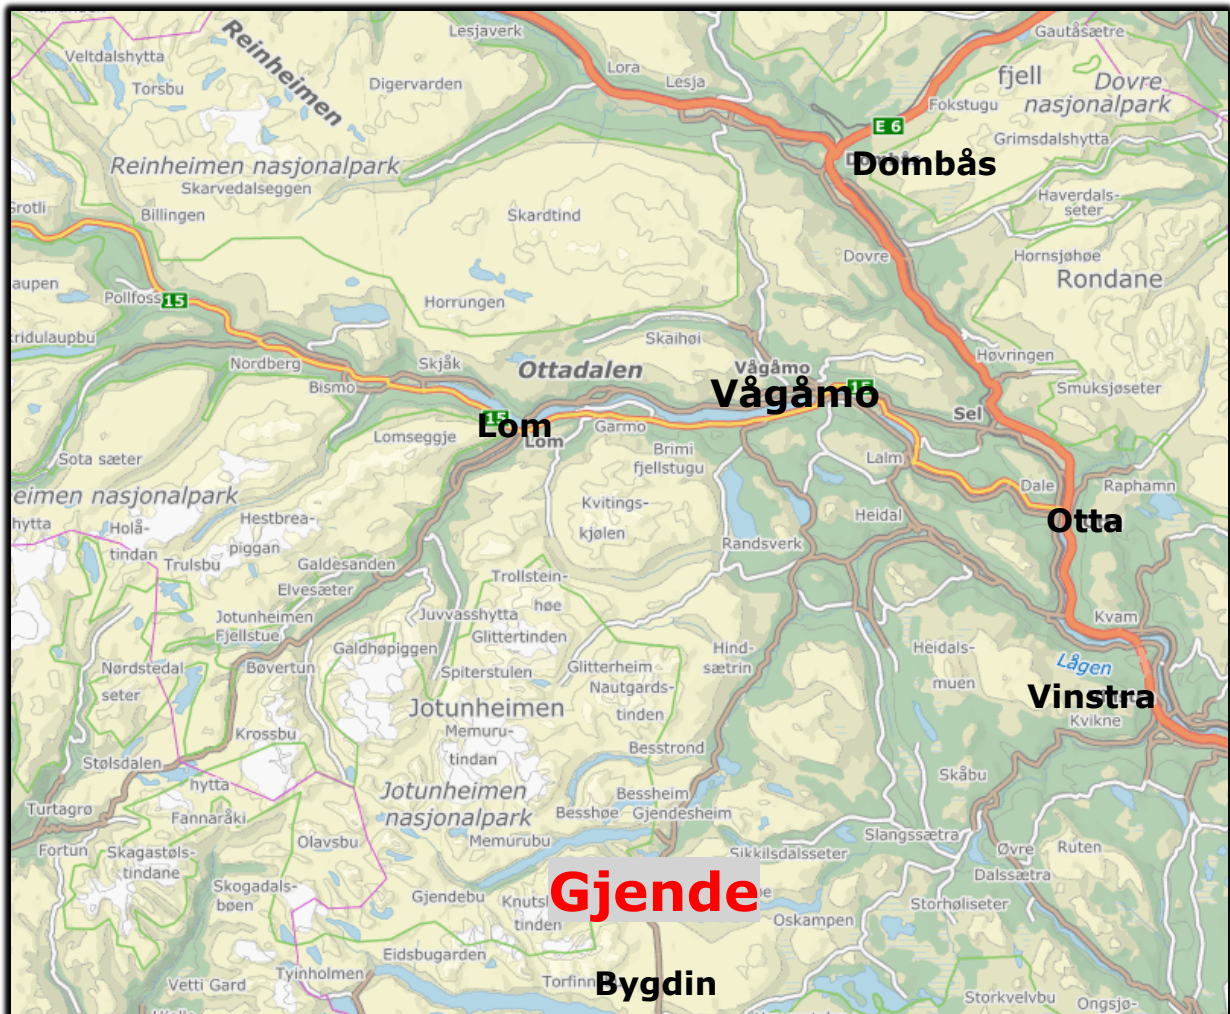 Lesjaverk
Gautåsætre
Veltdalshytta
Reinheimen
Lora
Torsbu
Digervarden
Lesja
fjell
Dovre
nasjonalpark
Fokstugu
E 6
Grimsdalshytta
Dombås
Reinheimen nasjonalpark
Skarvedalseggen
Haverdals-
seter
Grotli
Billingen
Skardtind
Dovre
Hornsjøhøe
Rondane
Pollfoss
15
Horrungen
Skaihøi
Nordberg
Skjåk
Ottadalen
Vågåmo
Høvringen
Bismo
15
Vågåmo
Smuksjøseter
15
Lom
Lom
Garmo
Sel
Lomseggje
Brimi
fjellstugu
Lalm
Sota sæter
Dale
Raphamn
eimen nasjonalpark
Kvitings-
kjølen
Heidal
Otta
hytta
Holå-
tindan
Hestbrea-
piggan
Randsverk
Trulsbu
Galdesanden
Trollstein-
høe
Elvesæter
Jotunheimen
Fjellstue
Juvvasshytta
Kvam
Glittertinden
Galdhøpiggen
Hind-
sætrin
Heidals-
muen
Lågen
Nørdstedal
seter
Bøvertun
Spiterstulen
Glitterheim
Nautgards-
tinden
Vinstra
Jotunheimen
Kvikne
Krossbu
Memuru-
tindan
Besstrond
Stølsdalen
hytta
Skåbu
Jotunheimen
nasjonalpark
Bessheim
Turtagrø
Fannaråki
Besshøe
Gjendesheim
Fortun
Skagastøls-
tindane
Olavsbu
Memurubu
Sikkilsdalsseter
Slangssætra
Øvre
Dalssætra
Ruten
Skogadals-
bøen
Gjendebu
Gjende
tinden
Oskampen
Storhøliseter
Eidsbugarden
Vetti Gard
Tyinholmen
Bygdin
Storkvelvbu
Ongsjø-